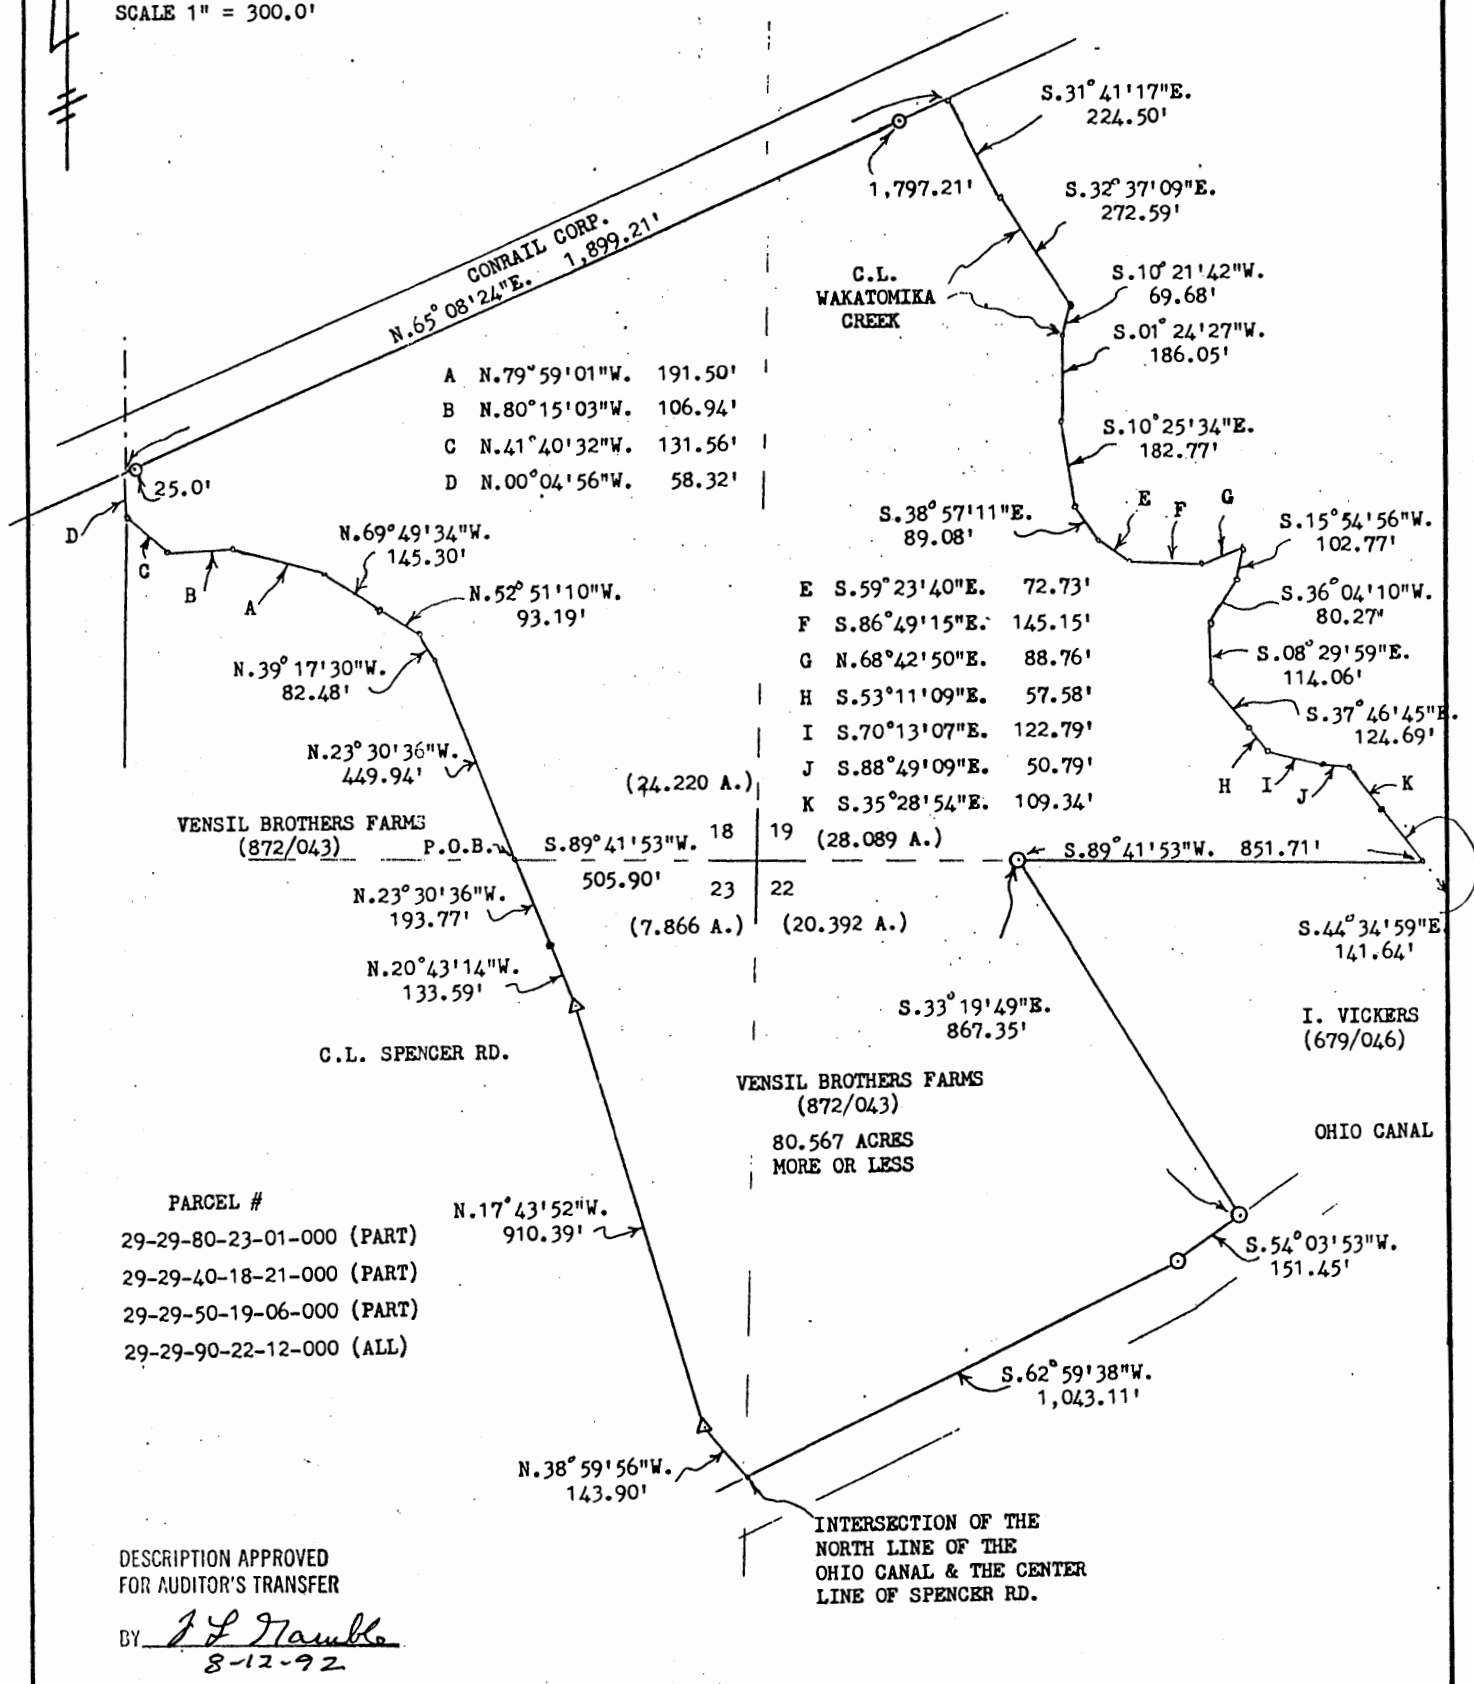 SCALE 1" = 300.0'
S.31°41'17"E.
224.50'
1,797.21'
S.32°37'09"E.
272.59'
CONRAIL CORP.
N.65°08'24"E. 1,899.21'
C.L.
WAKATOMIKA
CREEK
S.10°21'42"W.
69.68'
S.01°24'27"W.
186.05'
A N.79°59'01"W. 191.50'
B N.80°15'03"W. 106.94'
C N.41°40'32"W. 131.56'
D N.00°04'56"W. 58.32'
S.10°25'34"E.
182.77'
25.0'
D
C
B
A
N.69°49'34"W.
145.30'
S.38°57'11"E.
89.08'
E
F
G
S.15°54'56"W.
102.77'
N.52°51'10"W.
93.19'
E S.59°23'40"E. 72.73'
F S.86°49'15"E. 145.15'
G N.68°42'50"E. 88.76'
H S.53°11'09"E. 57.58'
I S.70°13'07"E. 122.79'
J S.88°49'09"E. 50.79'
K S.35°28'54"E. 109.34'
S.36°04'10"W.
80.27"
N.39°17'30"W.
82.48'
S.08°29'59"E.
114.06'
S.37°46'45"E.
124.69'
N.23°30'36"W.
449.94'
H
I
J
K
(24.220 A.)
VENSIL BROTHERS FARMS
(872/043)
P.O.B.
S.89°41'53"W.
505.90'
18
19
(28.089 A.)
S.89°41'53"W. 851.71'
23
22
(7.866 A.)
(20.392 A.)
N.23°30'36"W.
193.77'
S.44°34'59"E
141.64'
N.20°43'14"W.
133.59'
S.33°19'49"E.
867.35'
I. VICKERS
(679/046)
C.L. SPENCER RD.
VENSIL BROTHERS FARMS
(872/043)
80.567 ACRES
MORE OR LESS
OHIO CANAL
PARCEL #
29-29-80-23-01-000 (PART)
29-29-40-18-21-000 (PART)
29-29-50-19-06-000 (PART)
29-29-90-22-12-000 (ALL)
N.17°43'52"W.
910.39'
S.54°03'53"W.
151.45'
S.62°59'38"W.
1,043.11'
N.38°59'56"W.
143.90'
INTERSECTION OF THE
NORTH LINE OF THE
OHIO CANAL & THE CENTER
LINE OF SPENCER RD.
DESCRIPTION APPROVED
FOR AUDITOR'S TRANSFER
BY
8-12-92